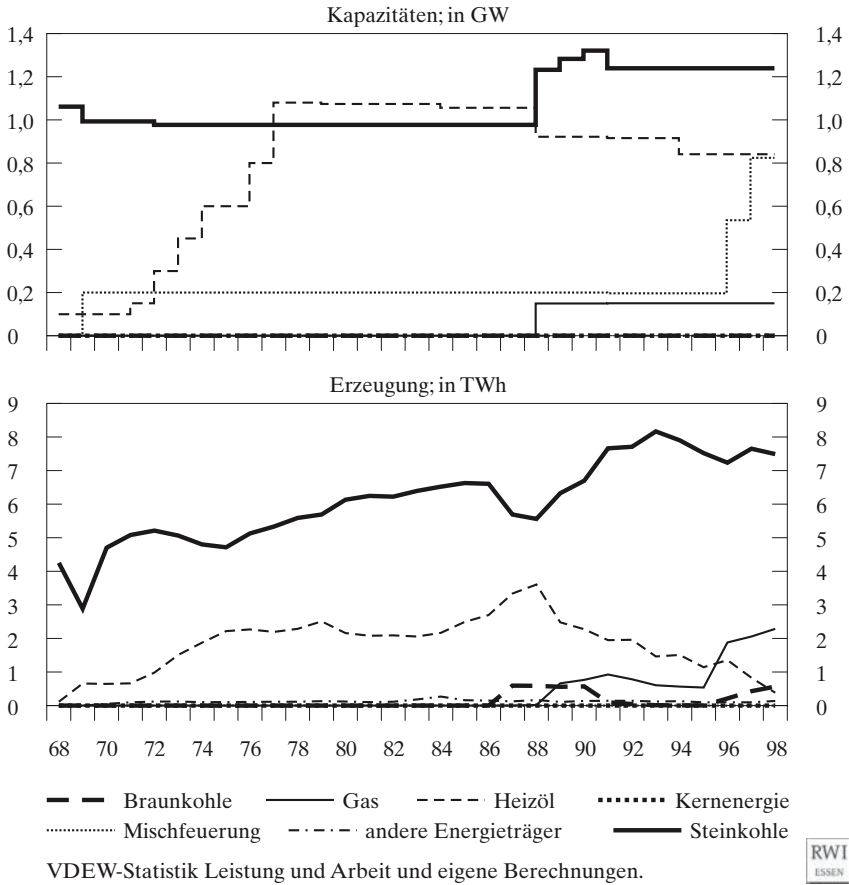 Kapazitäten; in GW
1,4 1,4
1,2 1,2
1,0 1,0
0,8 0,8
0,6 0,6
0,4 0,4
0,2 0,2
0 0
Erzeugung; in TWh
9 9
8 8
7 7
6 6
5 5
4 4
3 3
2 2
1 1
0 0
68 70 72 74 76 78 80 82 84 86 88 90 92 94 96 98
Braunkohle Gas Heizöl Kernenergie
Mischfeuerung andere Energieträger Steinkohle
VDEW-Statistik Leistung und Arbeit und eigene Berechnungen.
RWI
ESSEN